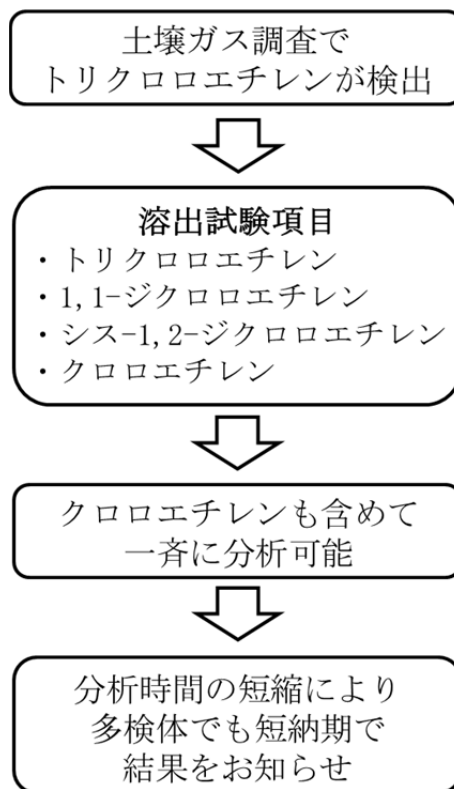 土壌ガス調査で
トリクロロエチレンが検出
溶出試験項目
・トリクロロエチレン
・1,1-ジクロロエチレン
・シス-1,2-ジクロロエチレン
・クロロエチレン
クロロエチレンも含めて
一斉に分析可能
分析時間の短縮により
多検体でも短納期で
結果をお知らせ